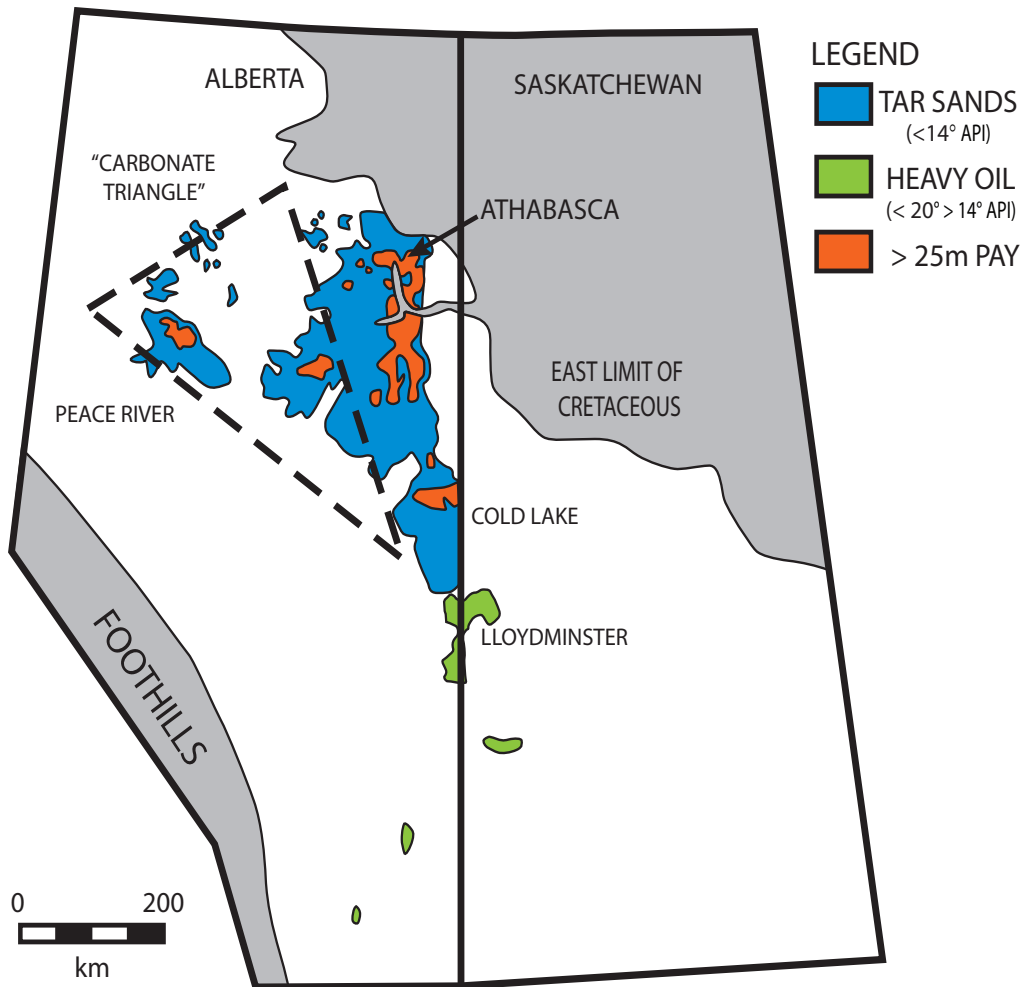 ALBERTA
SASKATCHEWAN
LEGEND
TAR SANDS
(<14° API)
HEAVY OIL
(< 20° > 14° API)
> 25m PAY
"CARBONATE
TRIANGLE"
ATHABASCA
EAST LIMIT OF
CRETACEOUS
PEACE RIVER
COLD LAKE
LLOYDMINSTER
FOOTHILLS
0 200
km